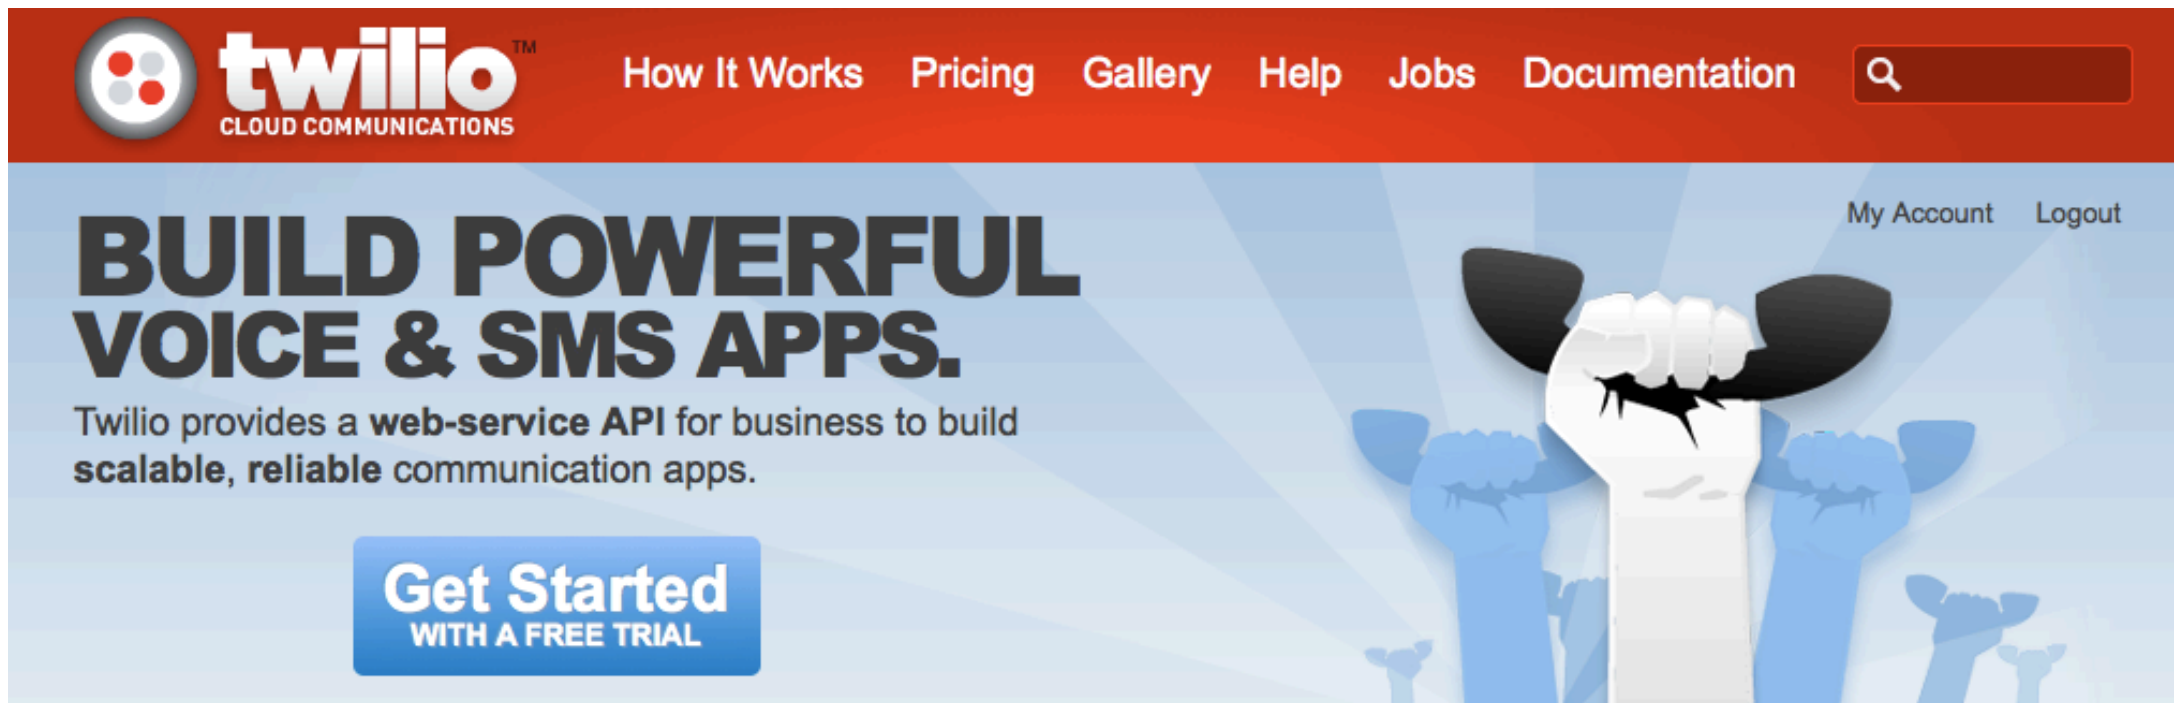 twilio™
CLOUD COMMUNICATIONS
How It Works Pricing Gallery Help Jobs Documentation
My Account Logout
BUILD POWERFUL
VOICE & SMS APPS.
Twilio provides a web-service API for business to build
scalable, reliable communication apps.
Get Started
WITH A FREE TRIAL